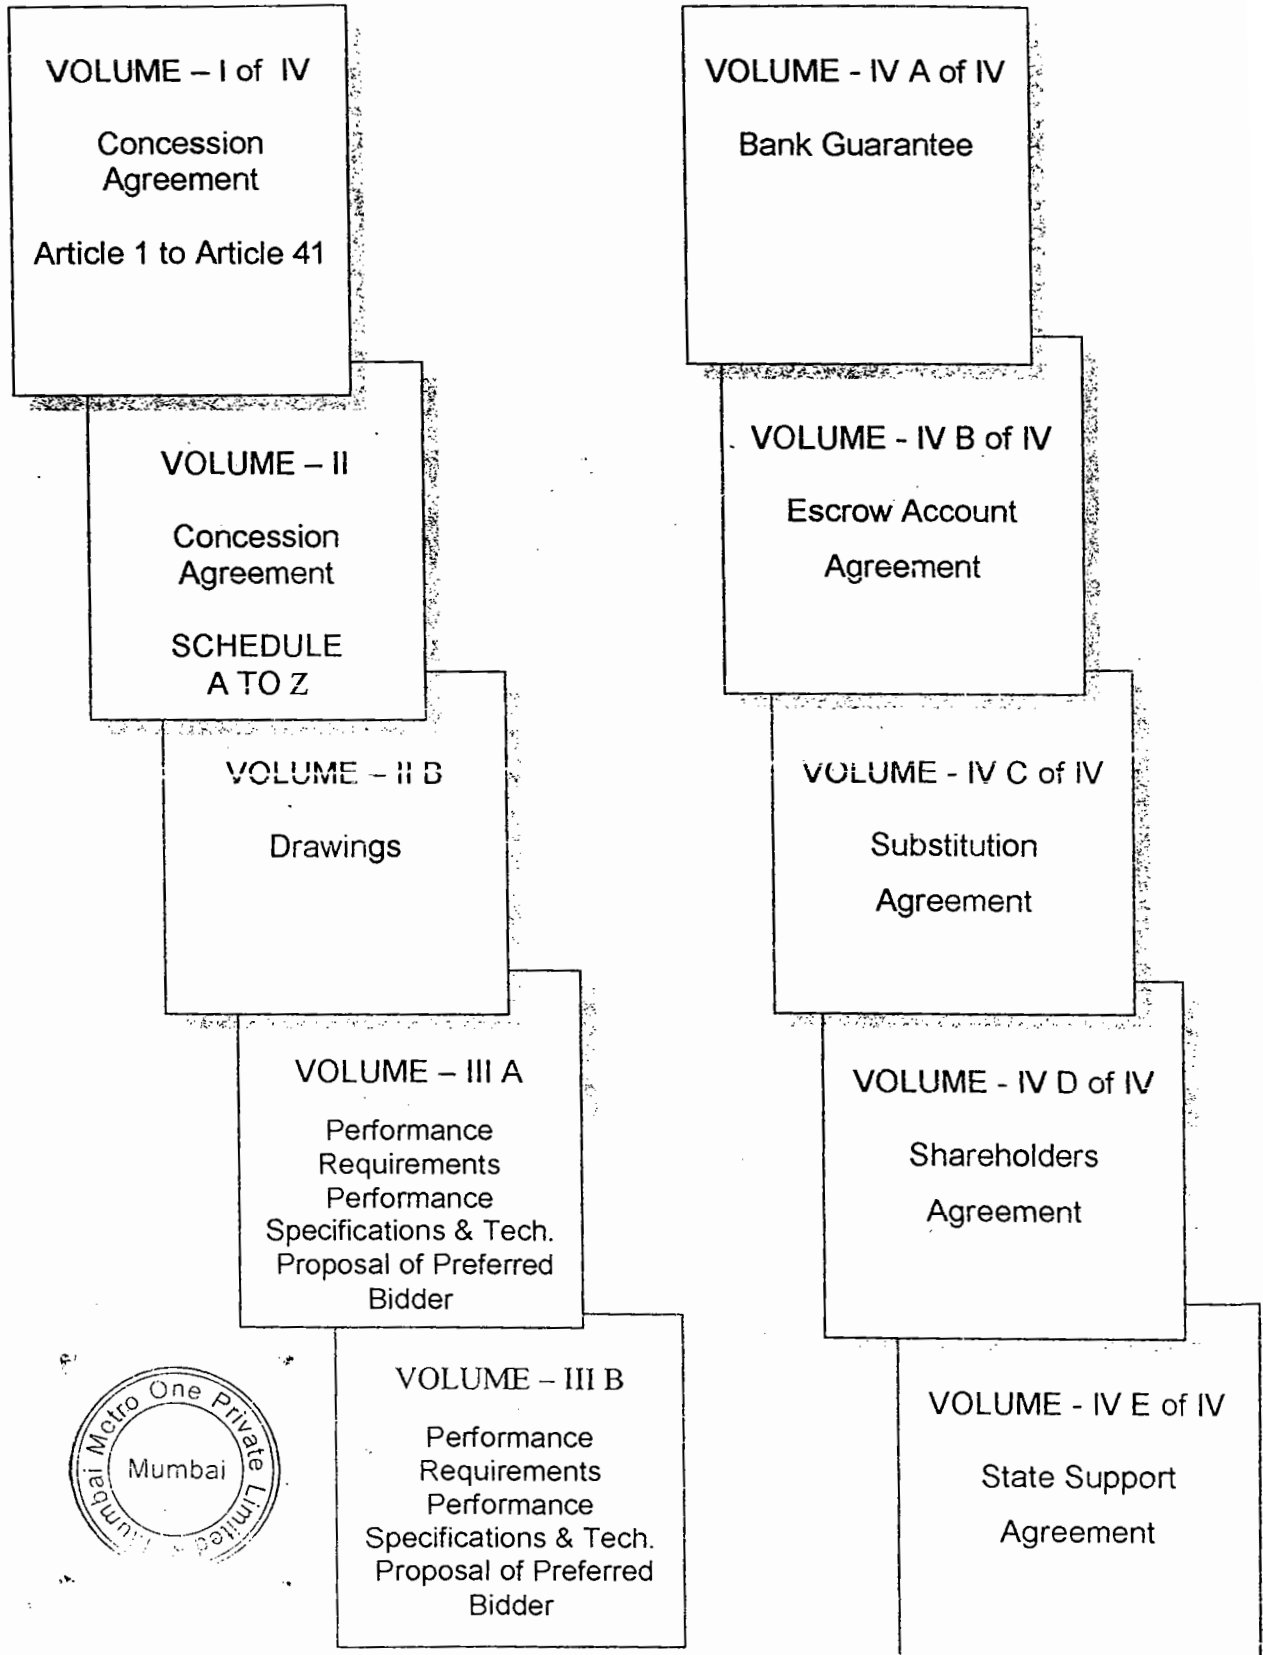 VOLUME – I of IV
Concession
Agreement
Article 1 to Article 41
VOLUME – II
Concession
Agreement
SCHEDULE
A TO Z
VOLUME – II B
Drawings
VOLUME – III A
Performance
Requirements
Performance
Specifications & Tech.
Proposal of Preferred
Bidder
VOLUME – III B
Performance
Requirements
Performance
Specifications & Tech.
Proposal of Preferred
Bidder
VOLUME - IV A of IV
Bank Guarantee
VOLUME - IV B of IV
Escrow Account
Agreement
VOLUME - IV C of IV
Substitution
Agreement
VOLUME - IV D of IV
Shareholders
Agreement
VOLUME - IV E of IV
State Support
Agreement
Mumbai Metro One Private Limited
Mumbai